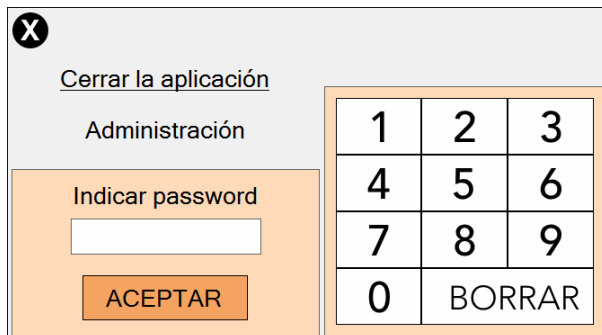 X
Cerrar la aplicación
Administración
Indicar password
ACEPTAR
1 2 3
4 5 6
7 8 9
0 BORRAR